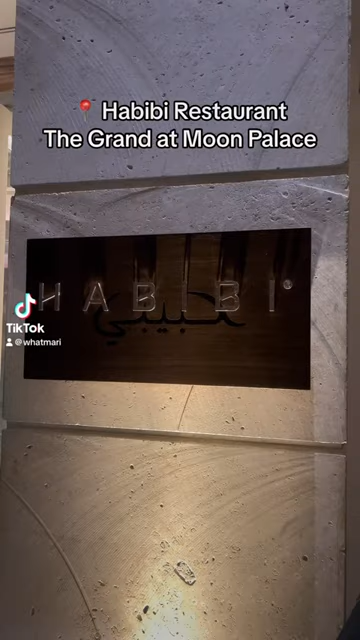 📍 Habibi Restaurant
The Grand at Moon Palace
HABIBI
حبيبي
TikTok
@whatmari